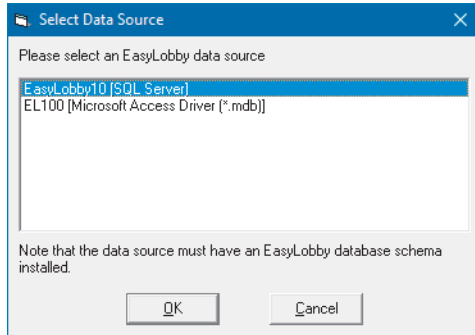 Select Data Source
Please select an EasyLobby data source
EasyLobby10 [SQL Server]
EL100 [Microsoft Access Driver (*.mdb)]
Note that the data source must have an EasyLobby database schema
installed.
OK
Cancel